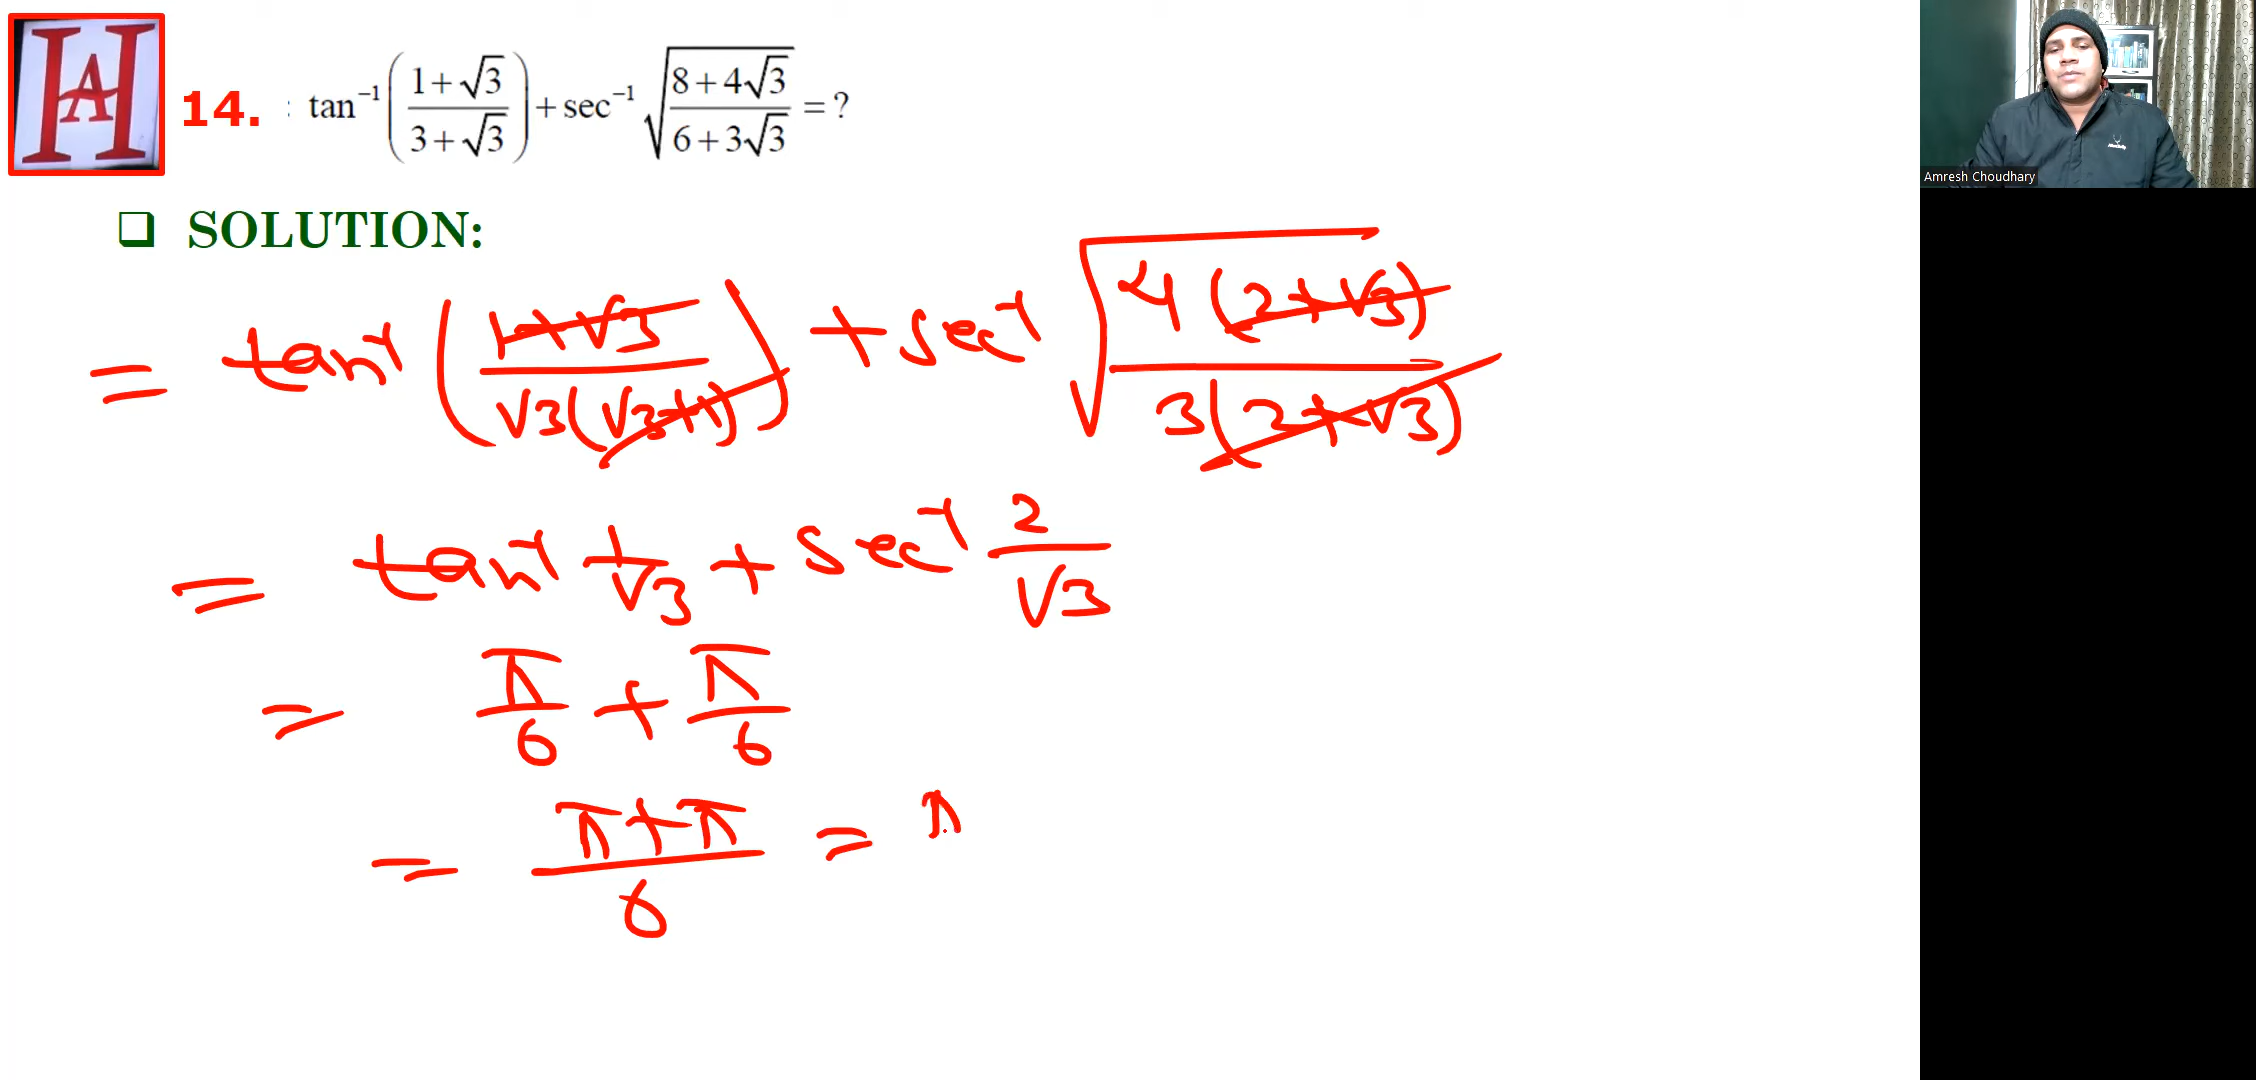 HA
14. : tan⁻¹((1+√3)/(3+√3)) + sec⁻¹ √((8+4√3)/(6+3√3)) = ?
Amresh Choudhary
❑ SOLUTION:
= tan⁻¹((1+√3)/(√3(√3+1))) + sec⁻¹ √((4(2+√3))/(3(2+√3)))
= tan⁻¹ 1/√3 + sec⁻¹ 2/√3
= π/6 + π/6
= (π+π)/6 = π